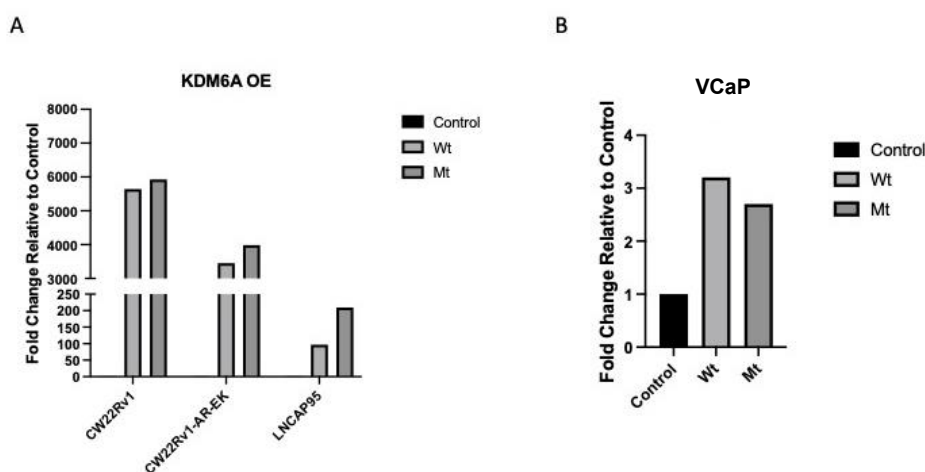 A
KDM6A OE
Fold Change Relative to Control
8000
7000
6000
5000
4000
3000
250
200
150
100
50
0
CW22Rv1
CW22Rv1-AR-EK
LNCAP95
Control
Wt
Mt
B
VCaP
Fold Change Relative to Control
4
3
2
1
0
Control
Wt
Mt
Control
Wt
Mt